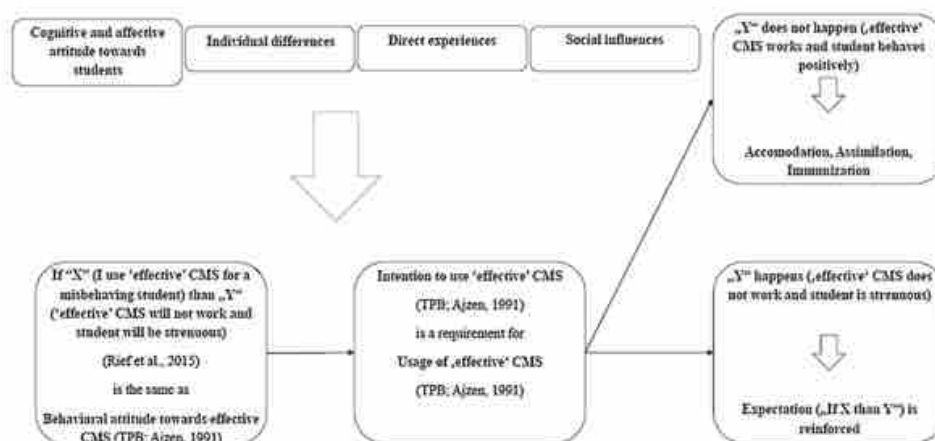 Cognitive and affective
attitude towards
students
Individual differences
Direct experiences
Social influences
„Y“ does not happen (‚effective’
CMS works and student behaves
positively)
Accomodation, Assimilation,
Immunization
If “X” (I use ‘effective’ CMS for a
misbehaving student) than „Y“
(‘effective’ CMS will not work and
student will be strenuous)
(Rief et al., 2015)
is the same as
Behavioral attitude towards effective
CMS (TPB; Ajzen, 1991)
Intention to use ‘effective’ CMS
(TPB; Ajzen, 1991)
is a requirement for
Usage of ‚effective‘ CMS
(TPB; Ajzen, 1991)
„Y“ happens (‚effective’ CMS does
not work and student is strenuous)
Expectation („If X than Y“) is
reinforced